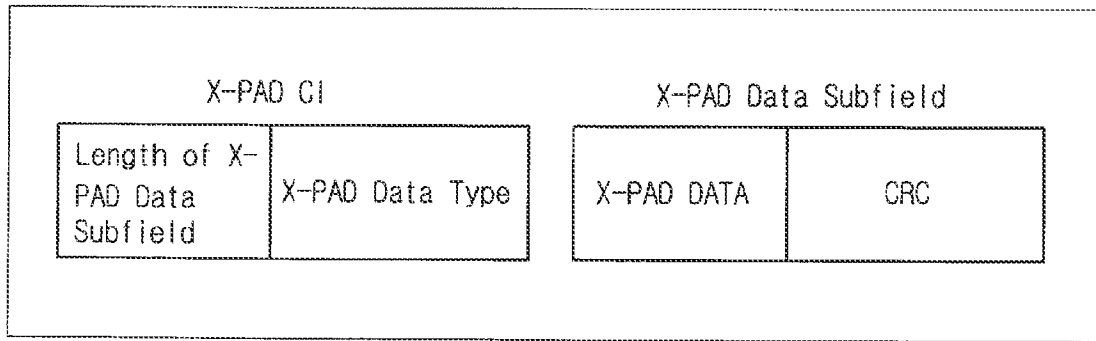 X-PAD CI
X-PAD Data Subfield
Length of X-
PAD Data
Subfield
X-PAD Data Type
X-PAD DATA
CRC